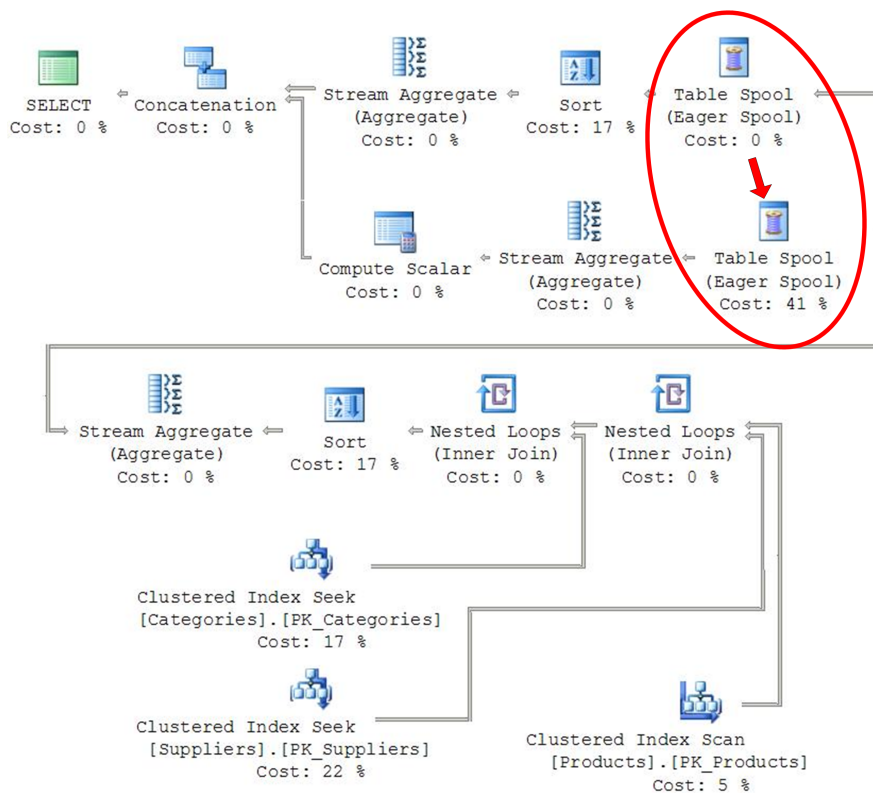 SELECT
Cost: 0 %
Concatenation
Cost: 0 %
Stream Aggregate
(Aggregate)
Cost: 0 %
Sort
Cost: 17 %
Table Spool
(Eager Spool)
Cost: 0 %
Compute Scalar
Cost: 0 %
Stream Aggregate
(Aggregate)
Cost: 0 %
Table Spool
(Eager Spool)
Cost: 41 %
Stream Aggregate
(Aggregate)
Cost: 0 %
Sort
Cost: 17 %
Nested Loops
(Inner Join)
Cost: 0 %
Nested Loops
(Inner Join)
Cost: 0 %
Clustered Index Seek
[Categories].[PK_Categories]
Cost: 17 %
Clustered Index Seek
[Suppliers].[PK_Suppliers]
Cost: 22 %
Clustered Index Scan
[Products].[PK_Products]
Cost: 5 %